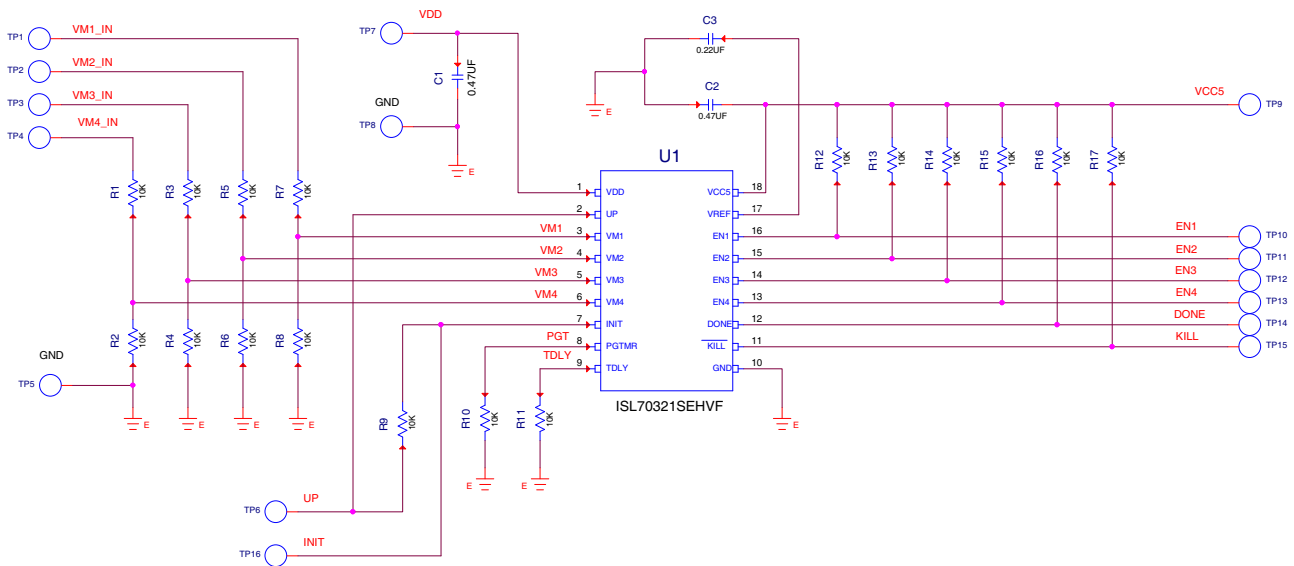 TP1 VM1_IN
TP2 VM2_IN
TP3 VM3_IN
TP4 VM4_IN
R1 10K
R3 10K
R5 10K
R7 10K
R2 10K
R4 10K
R6 10K
R8 10K
GND
TP5
E E E E
TP7 VDD
C1 0.47UF
GND
TP8
E
C3
0.22UF
C2
0.47UF
E
VCC5
TP9
R12 10K
R13 10K
R14 10K
R15 10K
R16 10K
R17 10K
U1
1 VDD
2 UP
VM1 3 VM1
VM2 4 VM2
VM3 5 VM3
VM4 6 VM4
7 INIT
PGT 8 PGTMR
TDLY 9 TDLY
VCC5 18
VREF 17
EN1 16 EN1 TP10
EN2 15 EN2 TP11
EN3 14 EN3 TP12
EN4 13 EN4 TP13
DONE 12 DONE TP14
KILL 11 KILL TP15
GND 10
E
ISL70321SEHVF
R9 10K
R10 10K
R11 10K
E E
TP6 UP
TP16 INIT